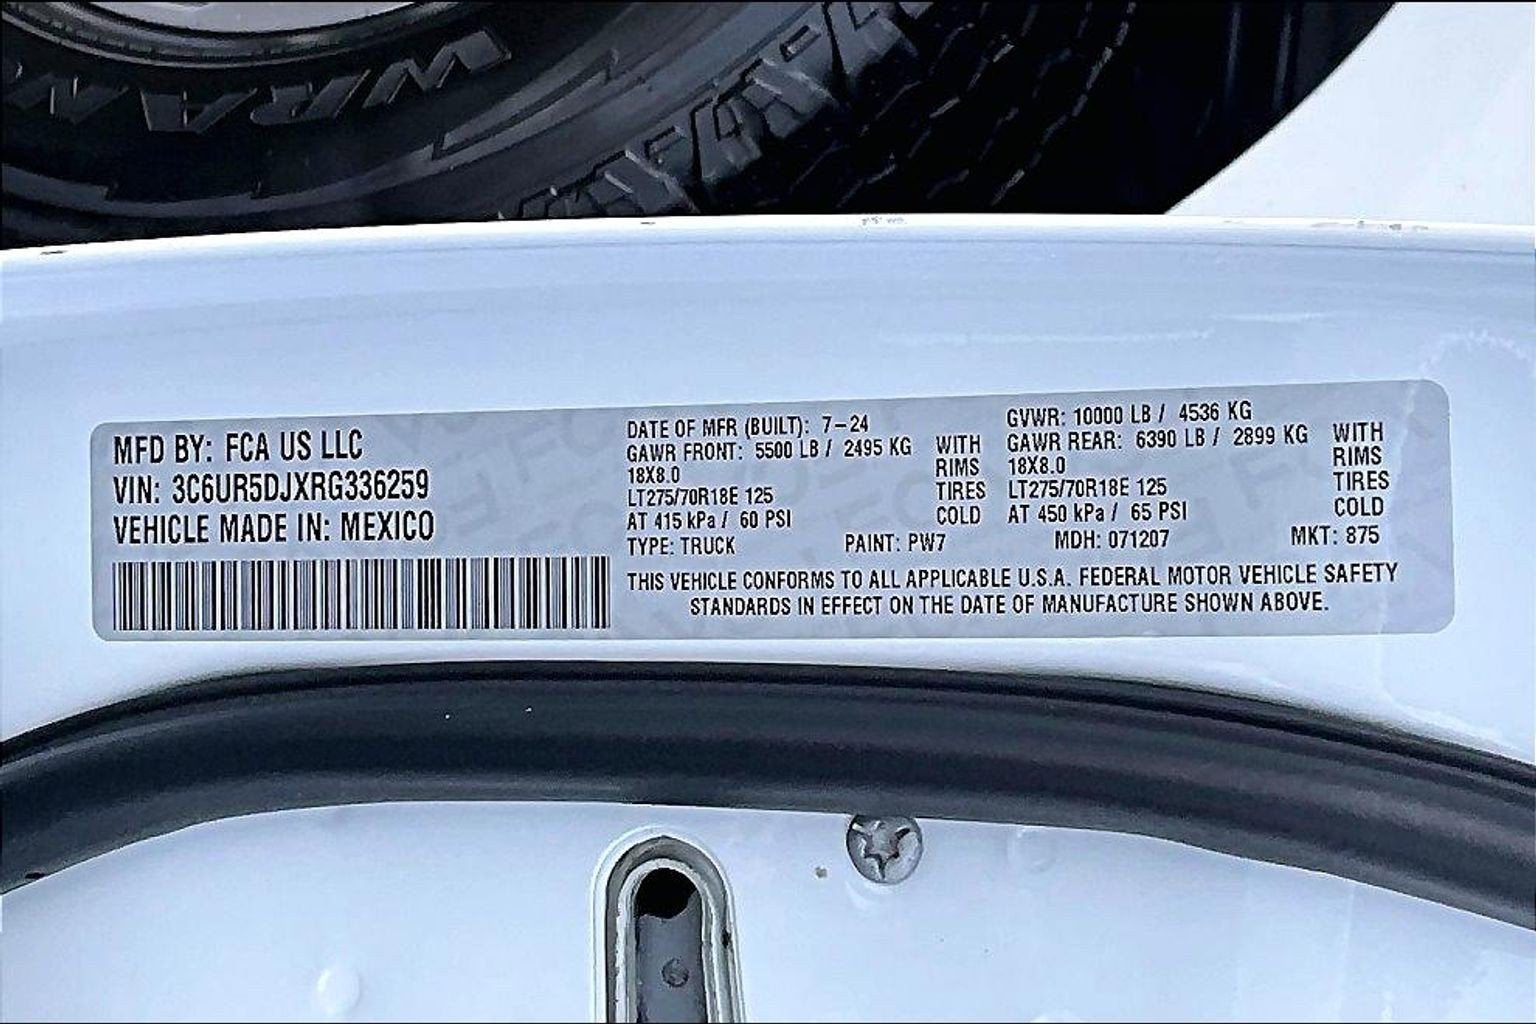 WRAN
MFD BY: FCA US LLC
VIN: 3C6UR5DJXRG336259
VEHICLE MADE IN: MEXICO
DATE OF MFR (BUILT): 7-24
GAWR FRONT: 5500 LB / 2495 KG WITH
18X8.0 RIMS
LT275/70R18E 125 TIRES
AT 415 kPa / 60 PSI COLD
GVWR: 10000 LB / 4536 KG
GAWR REAR: 6390 LB / 2899 KG WITH
18X8.0 RIMS
LT275/70R18E 125 TIRES
AT 450 kPa / 65 PSI COLD
TYPE: TRUCK PAINT: PW7 MDH: 071207 MKT: 875
THIS VEHICLE CONFORMS TO ALL APPLICABLE U.S.A. FEDERAL MOTOR VEHICLE SAFETY
STANDARDS IN EFFECT ON THE DATE OF MANUFACTURE SHOWN ABOVE.